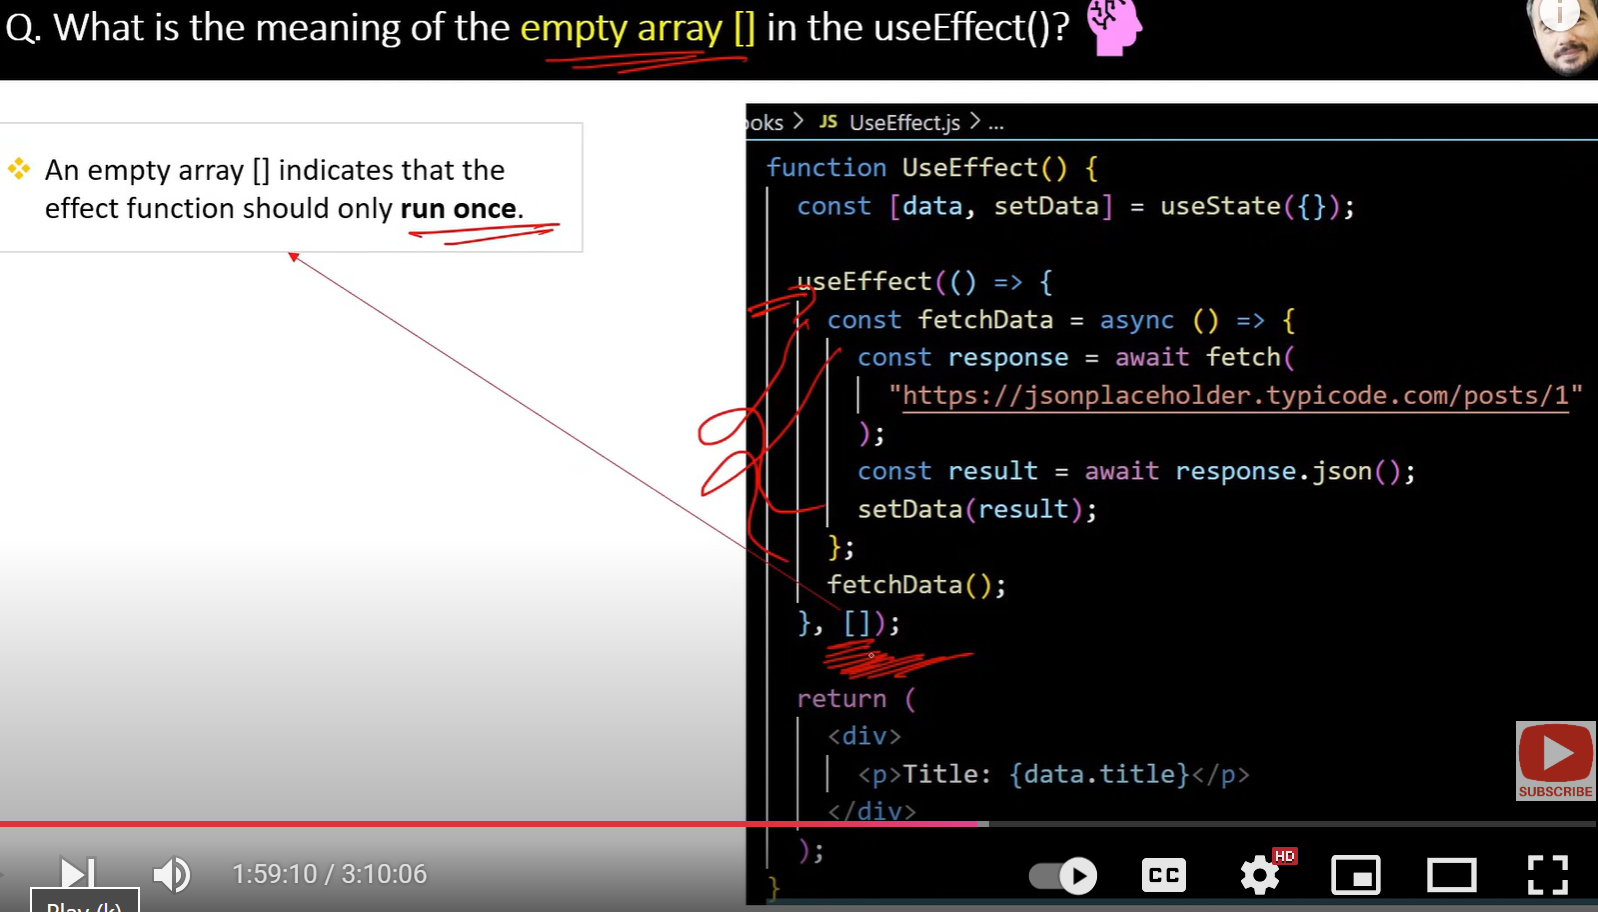 Q. What is the meaning of the empty array [] in the useEffect()?
An empty array [] indicates that the
effect function should only run once.
ooks > JS UseEffect.js > ...
function UseEffect() {
const [data, setData] = useState({});
useEffect(() => {
const fetchData = async () => {
const response = await fetch(
"https://jsonplaceholder.typicode.com/posts/1"
);
const result = await response.json();
setData(result);
};
fetchData();
}, []);
return (
<div>
<p>Title: {data.title}</p>
</div>
);
}
SUBSCRIBE
1:59:10 / 3:10:06
CC
HD
Play (k)